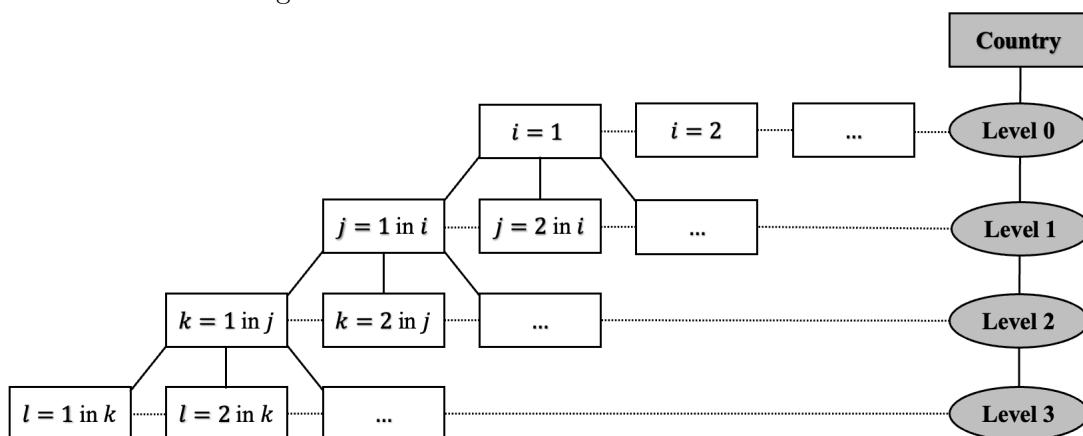 Country
i = 1
i = 2
...
Level 0
j = 1 in i
j = 2 in i
...
Level 1
k = 1 in j
k = 2 in j
...
Level 2
l = 1 in k
l = 2 in k
...
Level 3